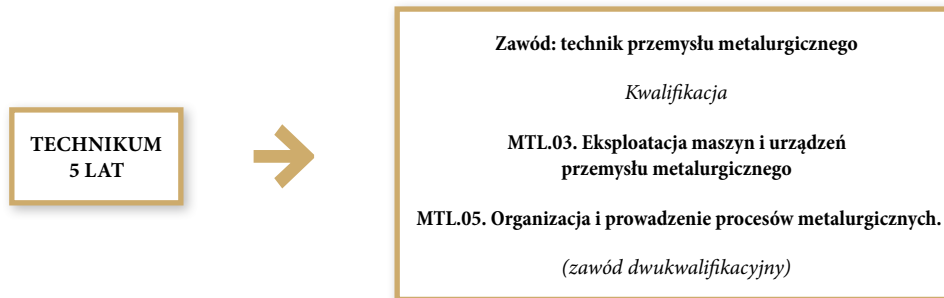 TECHNIKUM
5 LAT
Zawód: technik przemysłu metalurgicznego
Kwalifikacja
MTL.03. Eksploatacja maszyn i urządzeń
przemysłu metalurgicznego
MTL.05. Organizacja i prowadzenie procesów metalurgicznych.
(zawód dwukwalifikacyjny)